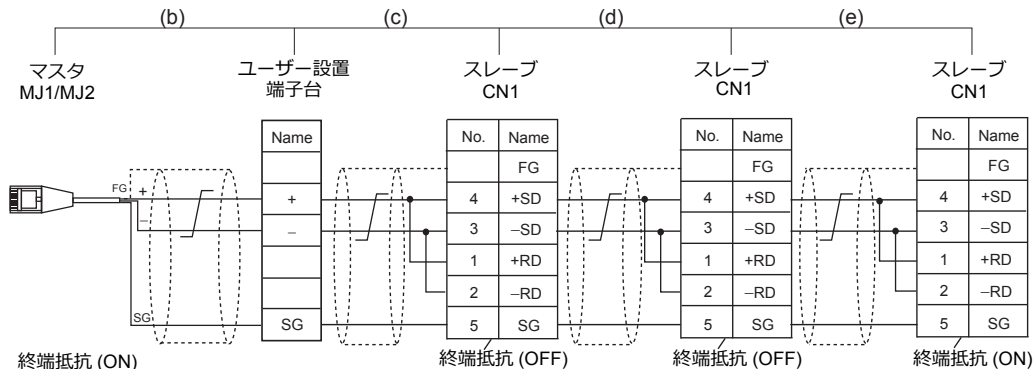 (b) (c) (d) (e)
マスタ
MJ1/MJ2
ユーザー設置
端子台
スレーブ
CN1
スレーブ
CN1
スレーブ
CN1
Name
+
−
SG
FG
+
−
SG
No. Name
FG
4 +SD
3 −SD
1 +RD
2 −RD
5 SG
No. Name
FG
4 +SD
3 −SD
1 +RD
2 −RD
5 SG
No. Name
FG
4 +SD
3 −SD
1 +RD
2 −RD
5 SG
終端抵抗 (ON)
終端抵抗 (OFF)
終端抵抗 (OFF)
終端抵抗 (ON)